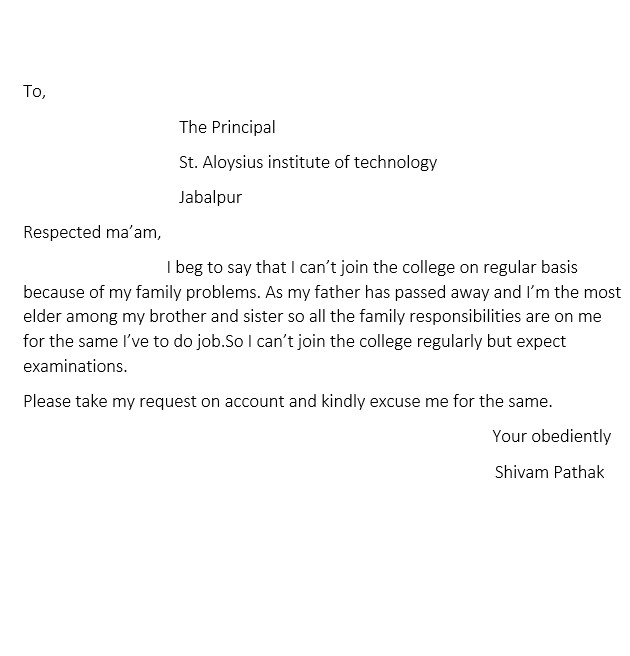 To,
The Principal
St. Aloysius institute of technology
Jabalpur
Respected ma’am,
I beg to say that I can’t join the college on regular basis
because of my family problems. As my father has passed away and I’m the most
elder among my brother and sister so all the family responsibilities are on me
for the same I’ve to do job.So I can’t join the college regularly but expect
examinations.
Please take my request on account and kindly excuse me for the same.
Your obediently
Shivam Pathak